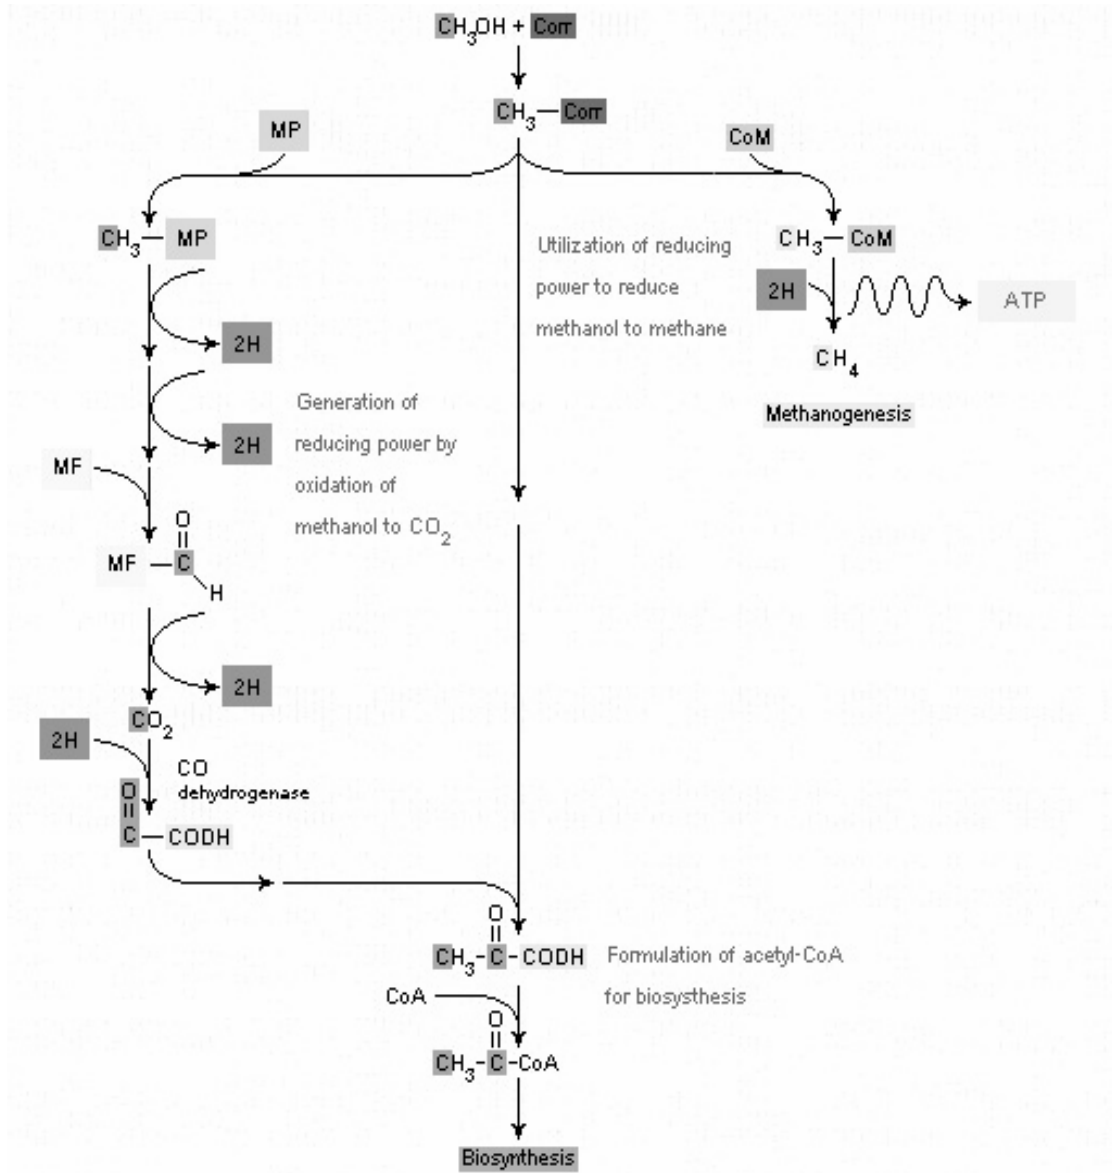 CH3OH + Corr
CH3 — Corr
MP
CoM
CH3 — MP
CH3 — CoM
Utilization of reducing
power to reduce
methanol to methane
2H
ATP
2H
CH4
Methanogenesis
Generation of
reducing power by
oxidation of
methanol to CO2
2H
MF
O
MF — C
H
2H
CO2
2H
CO
dehydrogenase
O
C — CODH
O
CH3-C-CODH
Formulation of acetyl-CoA
for biosysthesis
CoA
O
CH3-C-CoA
Biosynthesis